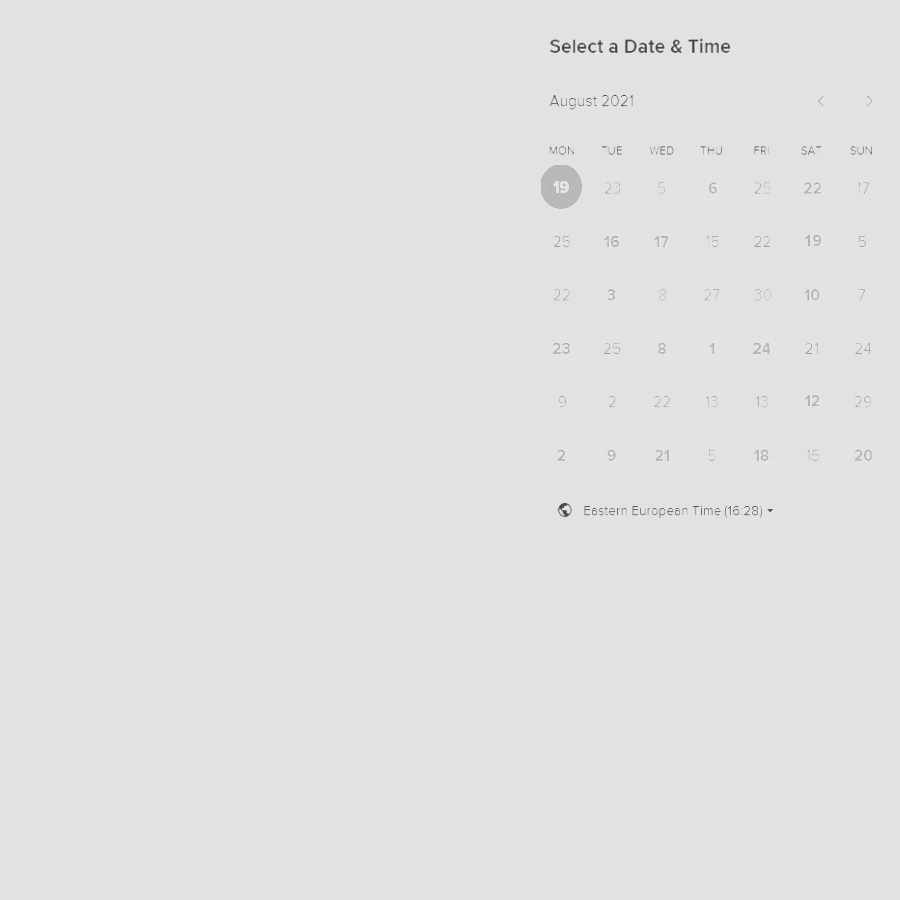 Select a Date & Time
August 2021
MON TUE WED THU FRI SAT SUN
19 23 5 6 25 22 17
25 16 17 15 22 19 5
22 3 8 27 30 10 7
23 25 8 1 24 21 24
9 2 22 13 13 12 29
2 9 21 5 18 15 20
Eastern European Time (16:28)